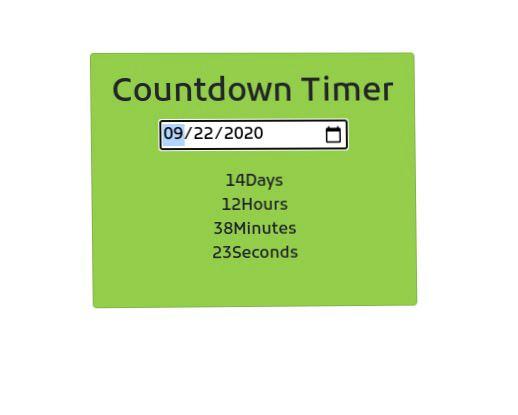 Countdown Timer
09/22/2020
14Days
12Hours
38Minutes
23Seconds